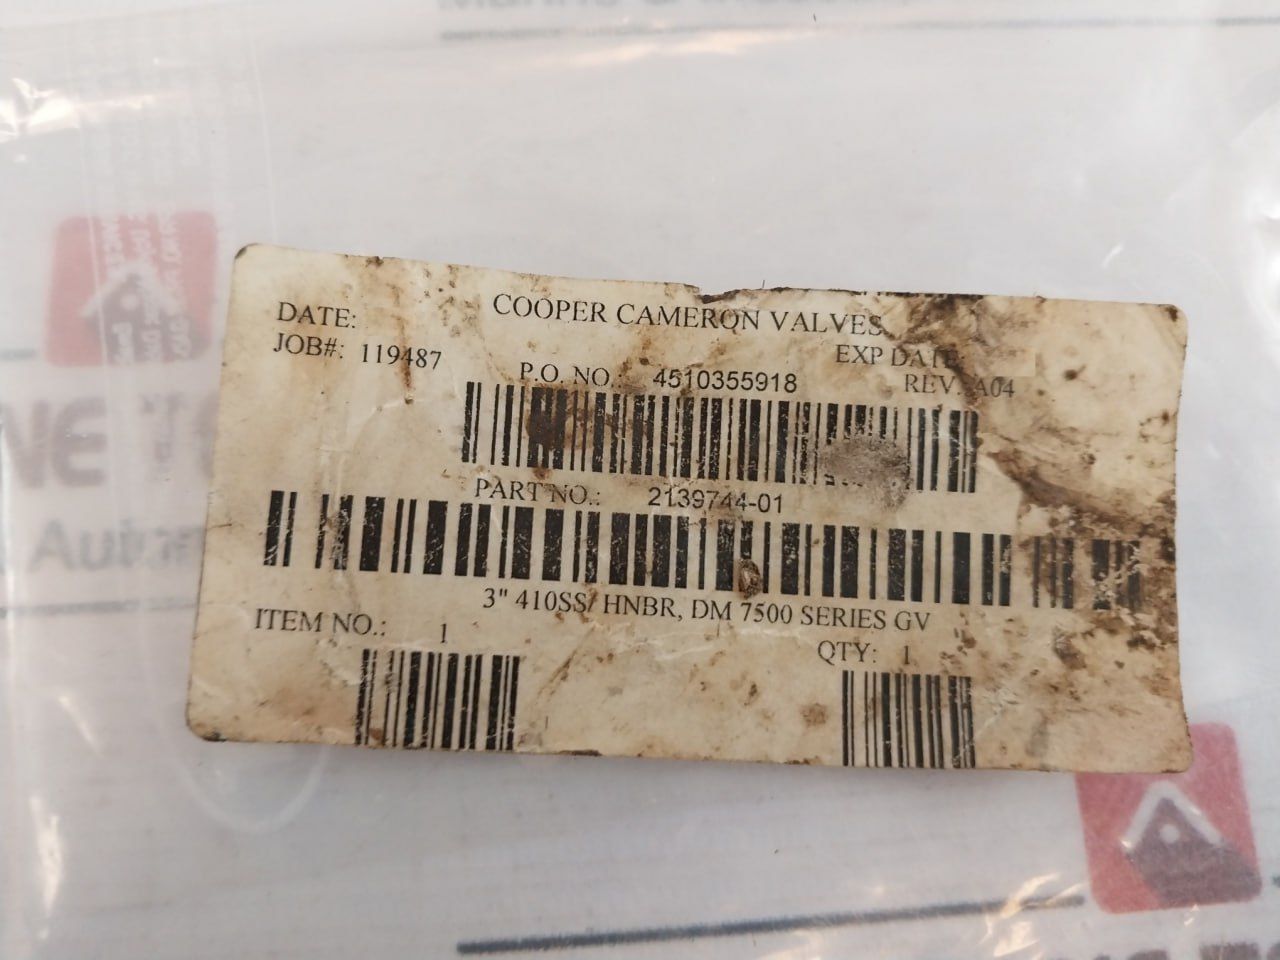 COOPER CAMERON VALVES
DATE:
EXP DATE:
JOB#: 119487
P.O. NO.: 4510355918
REV. A04
PART NO.: 2139744-01
3" 410SS/ HNBR, DM 7500 SERIES GV
ITEM NO.: 1
QTY: 1